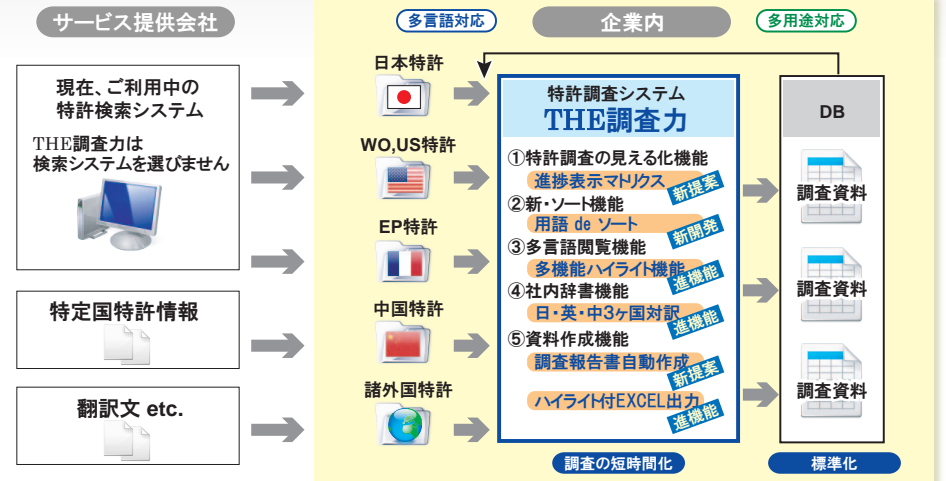 サービス提供会社
多言語対応
企業内
多用途対応
現在、ご利用中の
特許検索システム
THE調査力は
検索システムを選びません
特定国特許情報
翻訳文 etc.
日本特許
WO,US特許
EP特許
中国特許
諸外国特許
特許調査システム
THE調査力
①特許調査の見える化機能
進捗表示マトリクス
新提案
②新・ソート機能
用語 de ソート
新開発
③多言語閲覧機能
多機能ハイライト機能
進機能
④社内辞書機能
日・英・中3ヶ国対訳
進機能
⑤資料作成機能
調査報告書自動作成
新提案
ハイライト付EXCEL出力
進機能
調査の短時間化
DB
調査資料
調査資料
調査資料
標準化